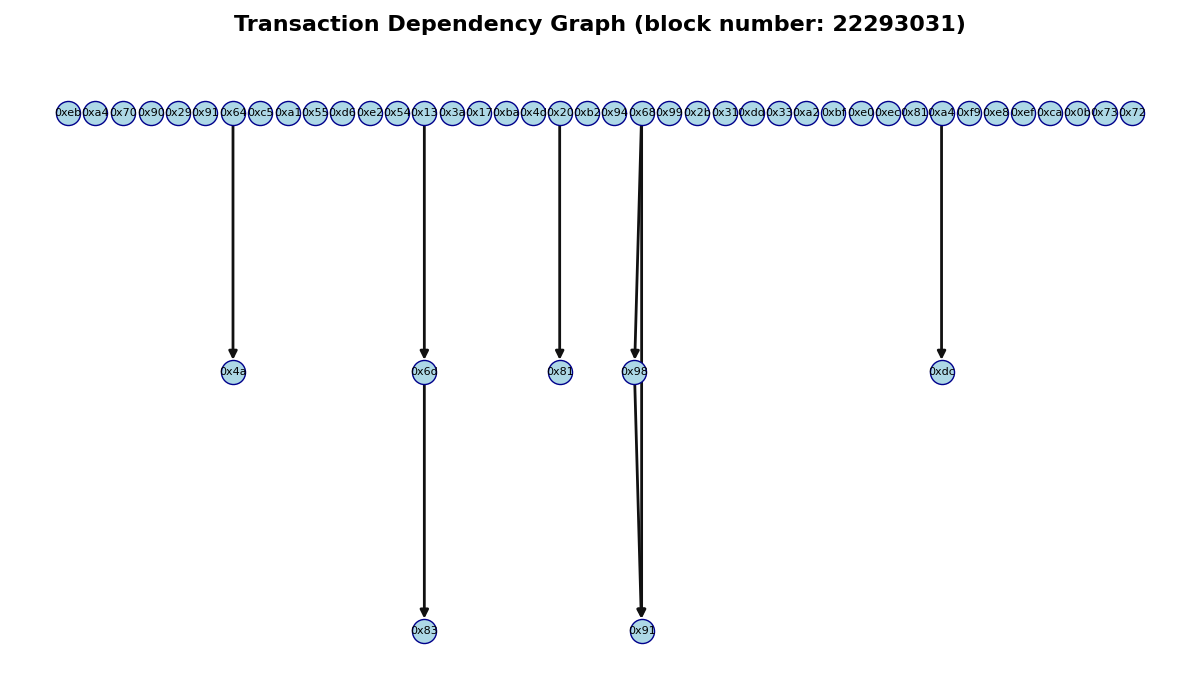 Transaction Dependency Graph (block number: 22293031)
0xeb 0xa4 0x70 0x90 0x29 0x91 0x64 0xc5 0xa1 0x55 0xd6 0xe2 0x54 0x13 0x3a 0x17 0xba 0x4d 0x20 0xb2 0x94 0x68 0x99 0x2b 0x31 0xdd 0x33 0xa2 0xbf 0xe0 0xec 0x81 0xa4 0xf9 0xe8 0xef 0xca 0x0b 0x73 0x72
0x4a 0x6d 0x81 0x98 0xdc
0x83 0x91